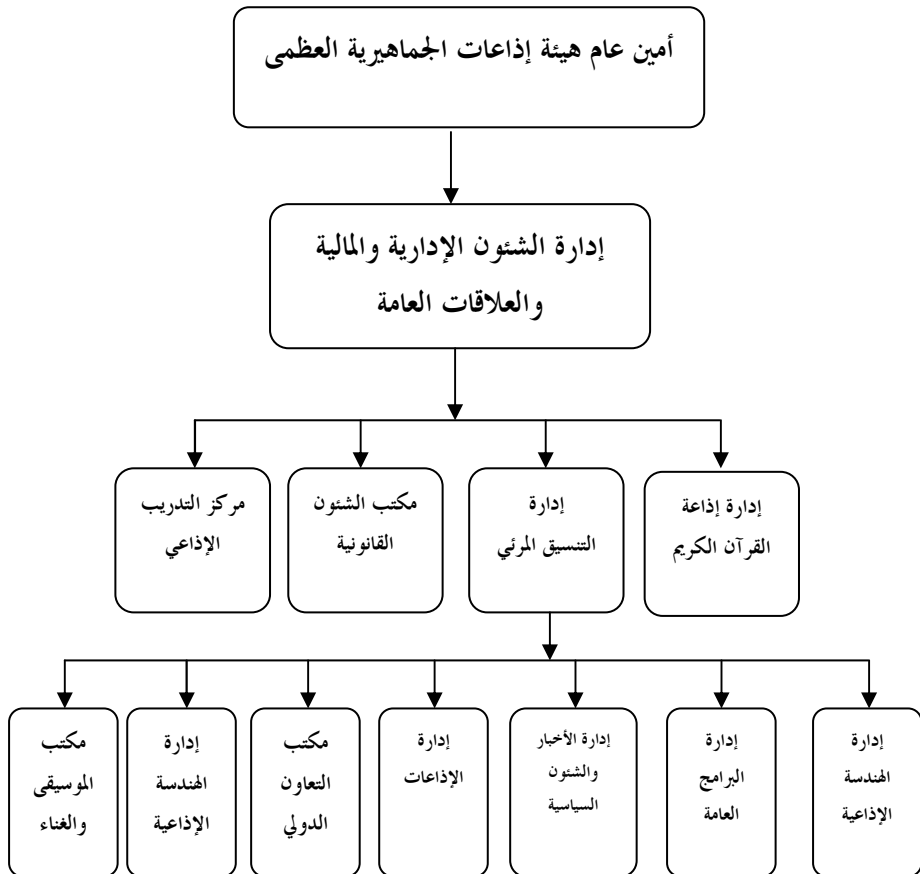 أمين عام هيئة إذاعات الجماهيرية العظمى
إدارة الشئون الإدارية والمالية
والعلاقات العامة
إدارة إذاعة
القرآن الكريم
إدارة
التنسيق المرئي
مكتب الشئون
القانونية
مركز التدريب
الإذاعي
إدارة
الهندسة
الإذاعية
إدارة
البرامج
العامة
إدارة الأخبار
والشئون
السياسية
إدارة
الإذاعات
مكتب
التعاون
الدولي
إدارة
الهندسة
الإذاعية
مكتب
الموسيقى
والغناء